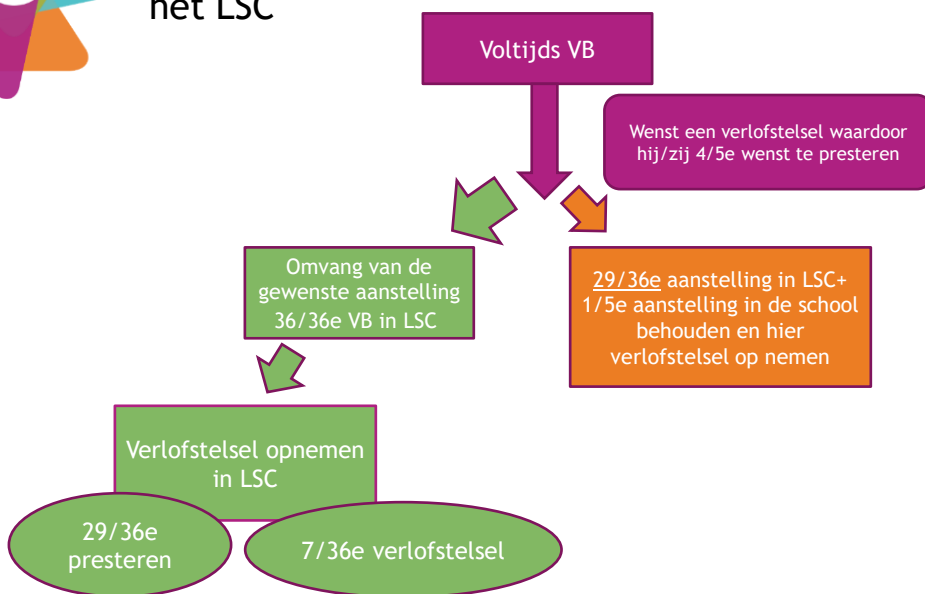 het LSC
Voltijds VB
Wenst een verlofstelsel waardoor
hij/zij 4/5e wenst te presteren
Omvang van de
gewenste aanstelling
36/36e VB in LSC
29/36e aanstelling in LSC+
1/5e aanstelling in de school
behouden en hier
verlofstelsel op nemen
Verlofstelsel opnemen
in LSC
29/36e
presteren
7/36e verlofstelsel